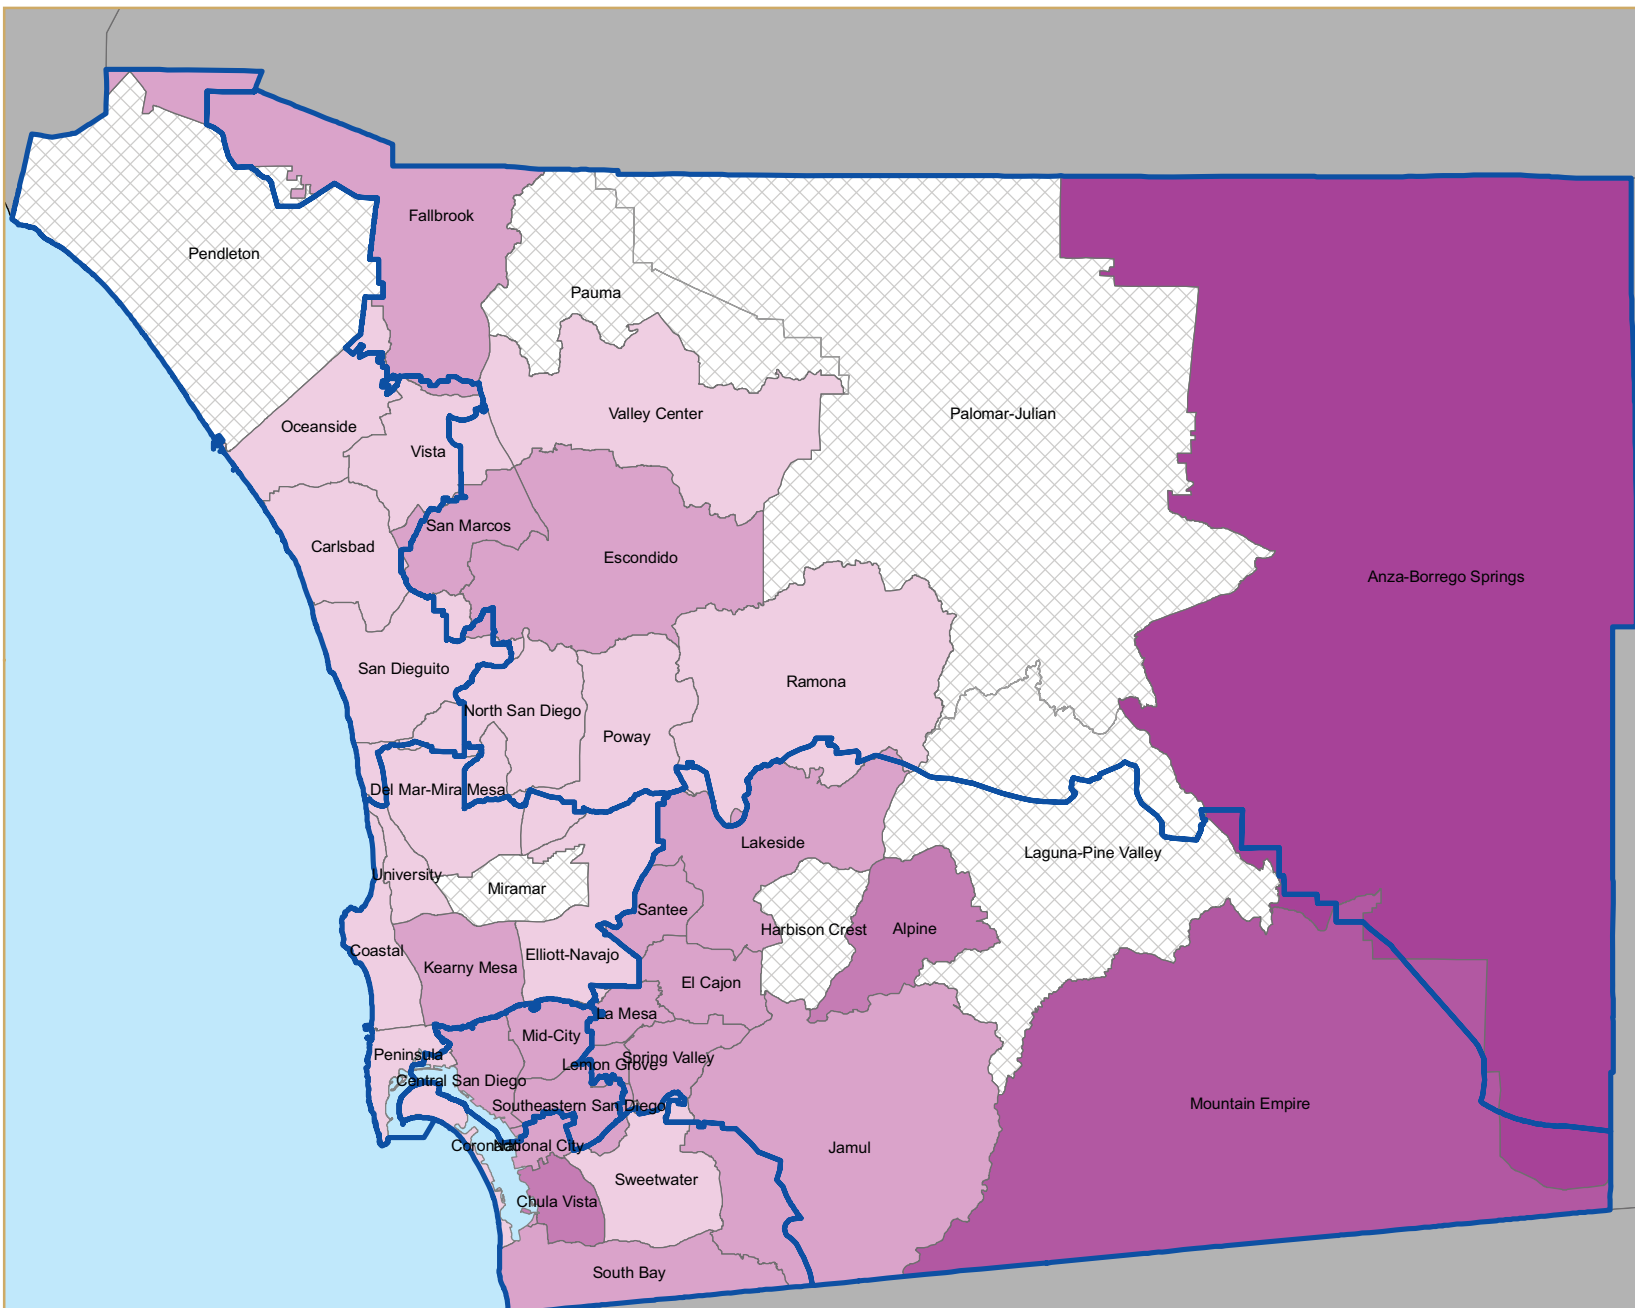 Fallbrook
Pendleton
Pauma
Valley Center
Palomar-Julian
Oceanside
Vista
San Marcos
Carlsbad
Escondido
Anza-Borrego Springs
San Dieguito
Ramona
North San Diego
Poway
Del Mar-Mira Mesa
Lakeside
Laguna-Pine Valley
University
Miramar
Santee
Harbison Crest
Alpine
Coastal
Elliott-Navajo
Kearny Mesa
El Cajon
La Mesa
Mid-City
Peninsula
Lemon Grove
Spring Valley
Central San Diego
Southeastern San Diego
Mountain Empire
Coronado
National City
Jamul
Sweetwater
Chula Vista
South Bay